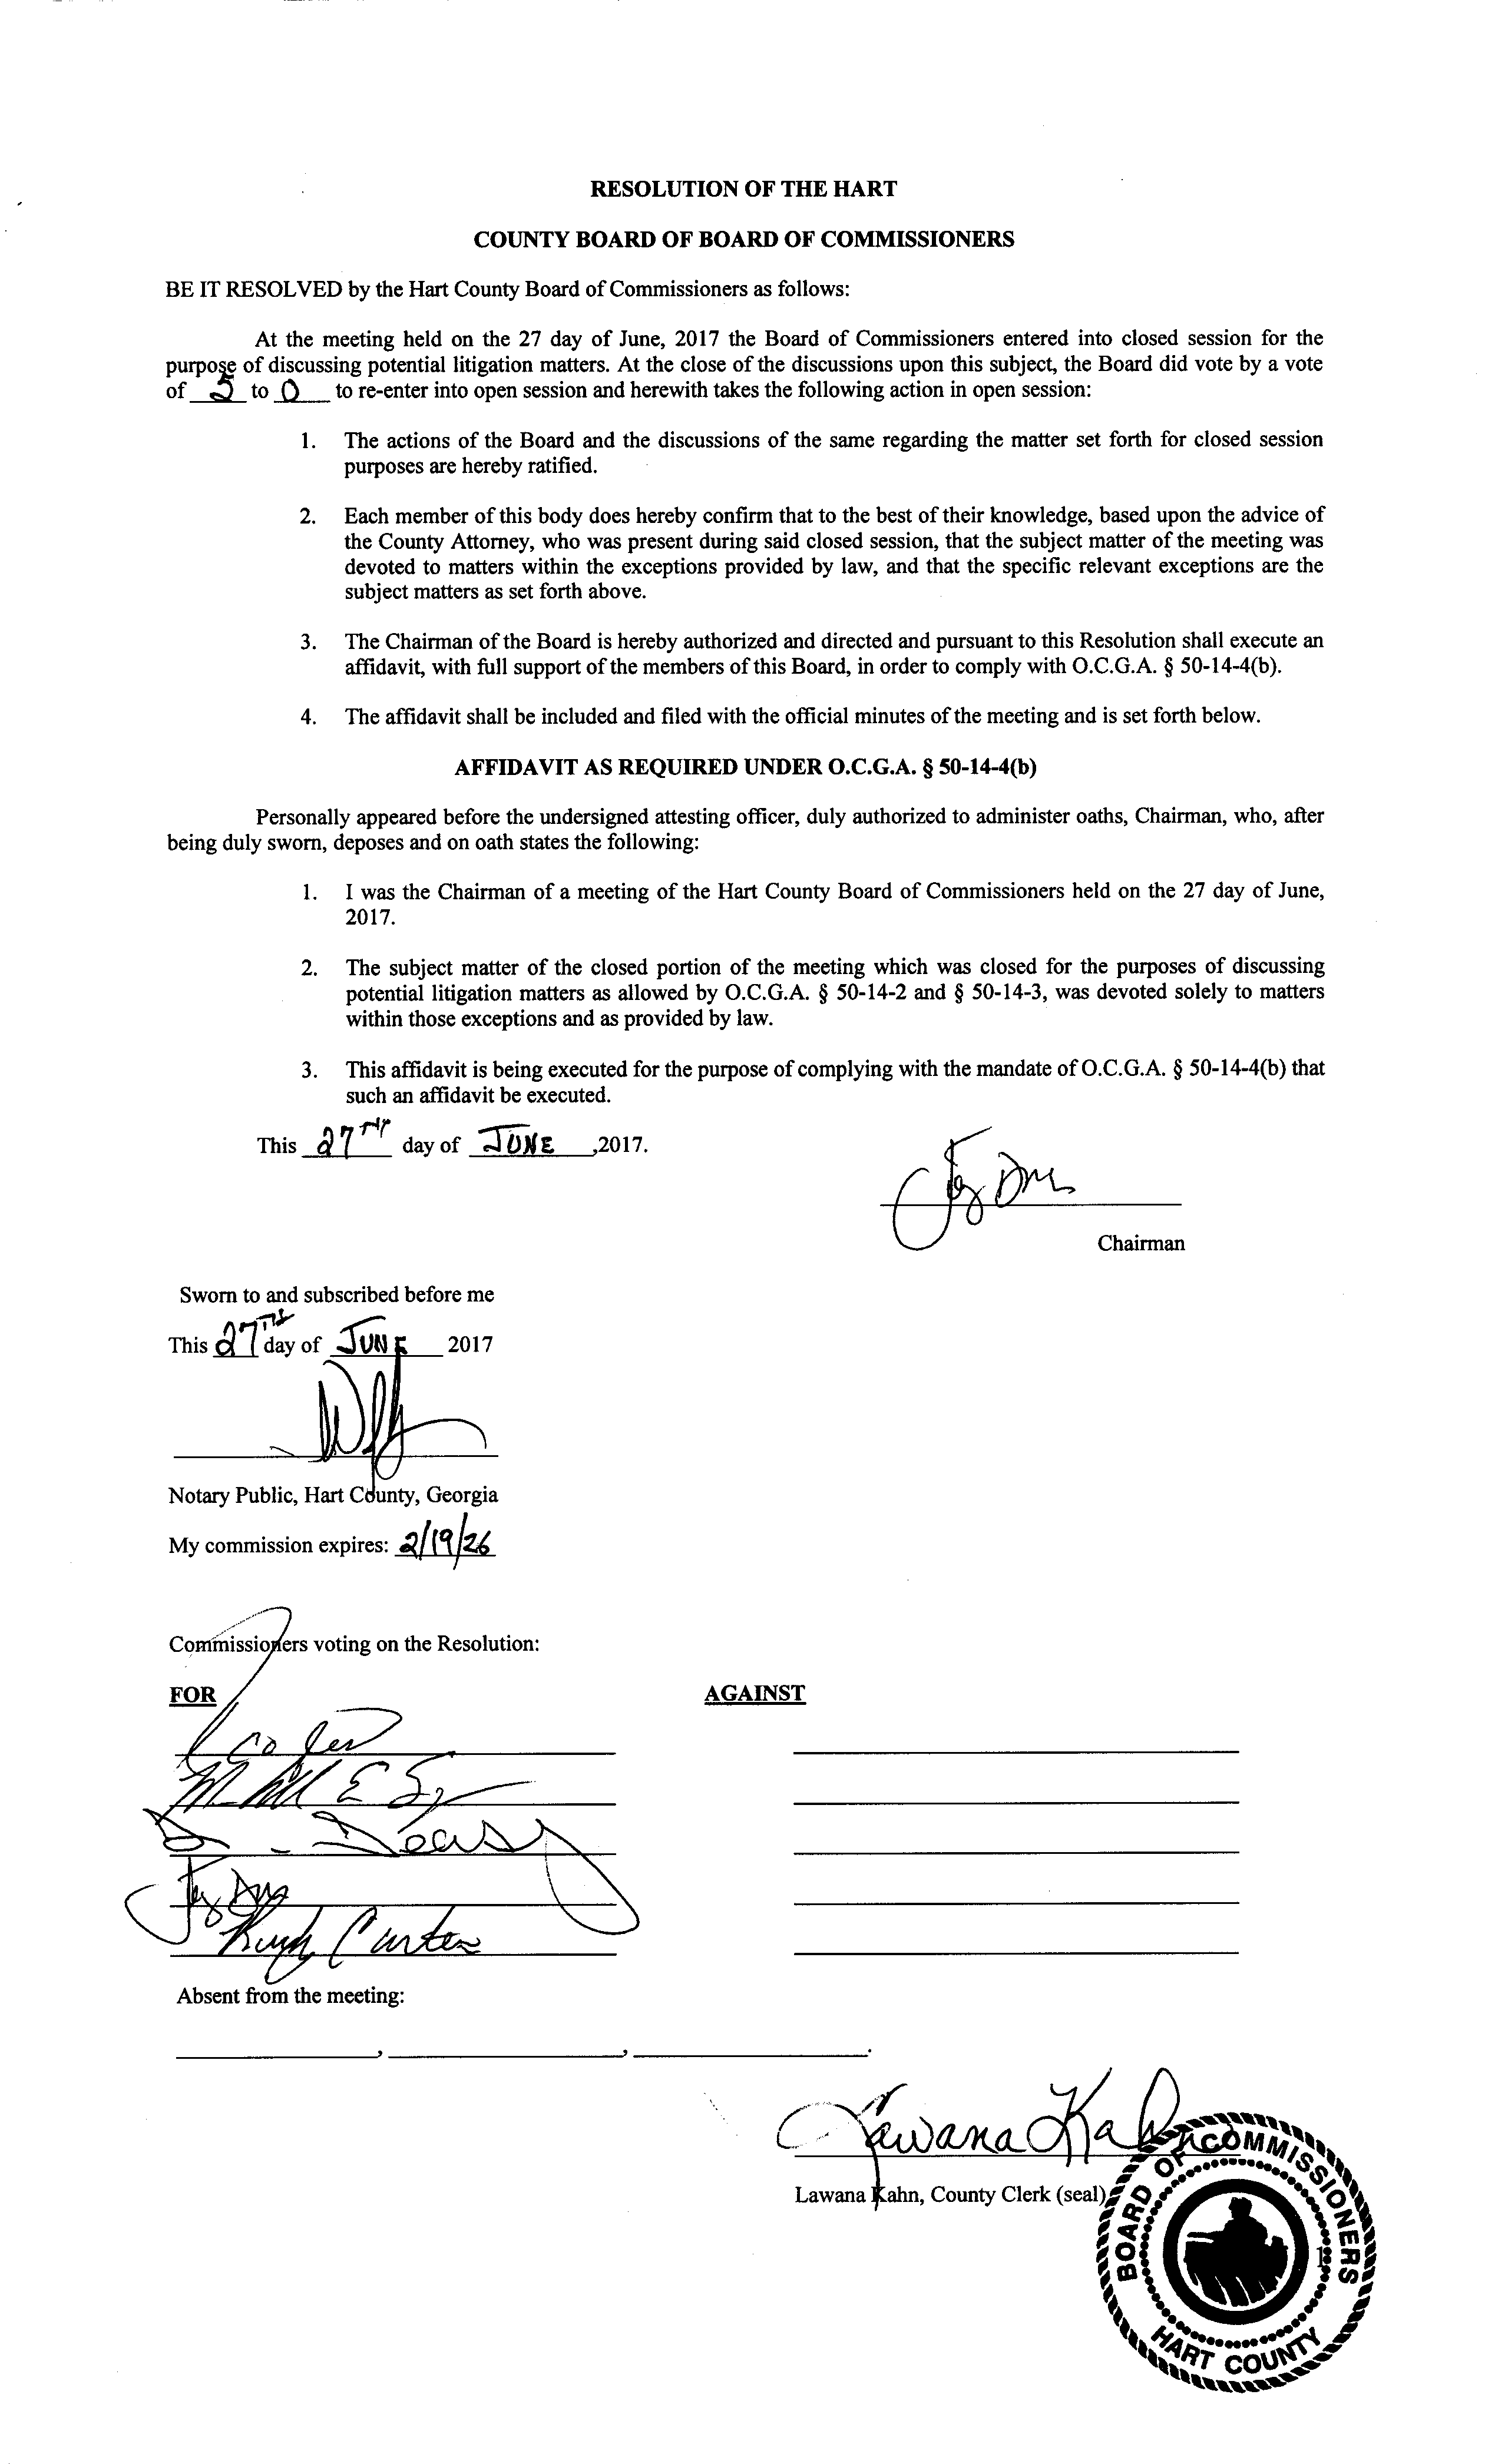 RESOLUTION OF THE HART
COUNTY BOARD OF BOARD OF COMMISSIONERS
BE IT RESOLVED by the Hart County Board of Commissioners as follows:
At the meeting held on the 27 day of June, 2017 the Board of Commissioners entered into closed session for the
purpose of discussing potential litigation matters. At the close of the discussions upon this subject, the Board did vote by a vote
of 5 to 0 to re-enter into open session and herewith takes the following action in open session:
1. The actions of the Board and the discussions of the same regarding the matter set forth for closed session
purposes are hereby ratified.
2. Each member of this body does hereby confirm that to the best of their knowledge, based upon the advice of
the County Attorney, who was present during said closed session, that the subject matter of the meeting was
devoted to matters within the exceptions provided by law, and that the specific relevant exceptions are the
subject matters as set forth above.
3. The Chairman of the Board is hereby authorized and directed and pursuant to this Resolution shall execute an
affidavit, with full support of the members of this Board, in order to comply with O.C.G.A. § 50-14-4(b).
4. The affidavit shall be included and filed with the official minutes of the meeting and is set forth below.
AFFIDAVIT AS REQUIRED UNDER O.C.G.A. § 50-14-4(b)
Personally appeared before the undersigned attesting officer, duly authorized to administer oaths, Chairman, who, after
being duly sworn, deposes and on oath states the following:
1. I was the Chairman of a meeting of the Hart County Board of Commissioners held on the 27 day of June,
2017.
2. The subject matter of the closed portion of the meeting which was closed for the purposes of discussing
potential litigation matters as allowed by O.C.G.A. § 50-14-2 and § 50-14-3, was devoted solely to matters
within those exceptions and as provided by law.
3. This affidavit is being executed for the purpose of complying with the mandate of O.C.G.A. § 50-14-4(b) that
such an affidavit be executed.
This 27TH day of JUNE ,2017.
Chairman
Sworn to and subscribed before me
This 27TH day of JUNE 2017
Notary Public, Hart County, Georgia
My commission expires: 2/19/26
Commissioners voting on the Resolution:
FOR AGAINST
Carter
Absent from the meeting:
Lawana Kahn
Lawana Kahn, County Clerk (seal)
BOARD OF COMMISSIONERS
1
HART COUNTY